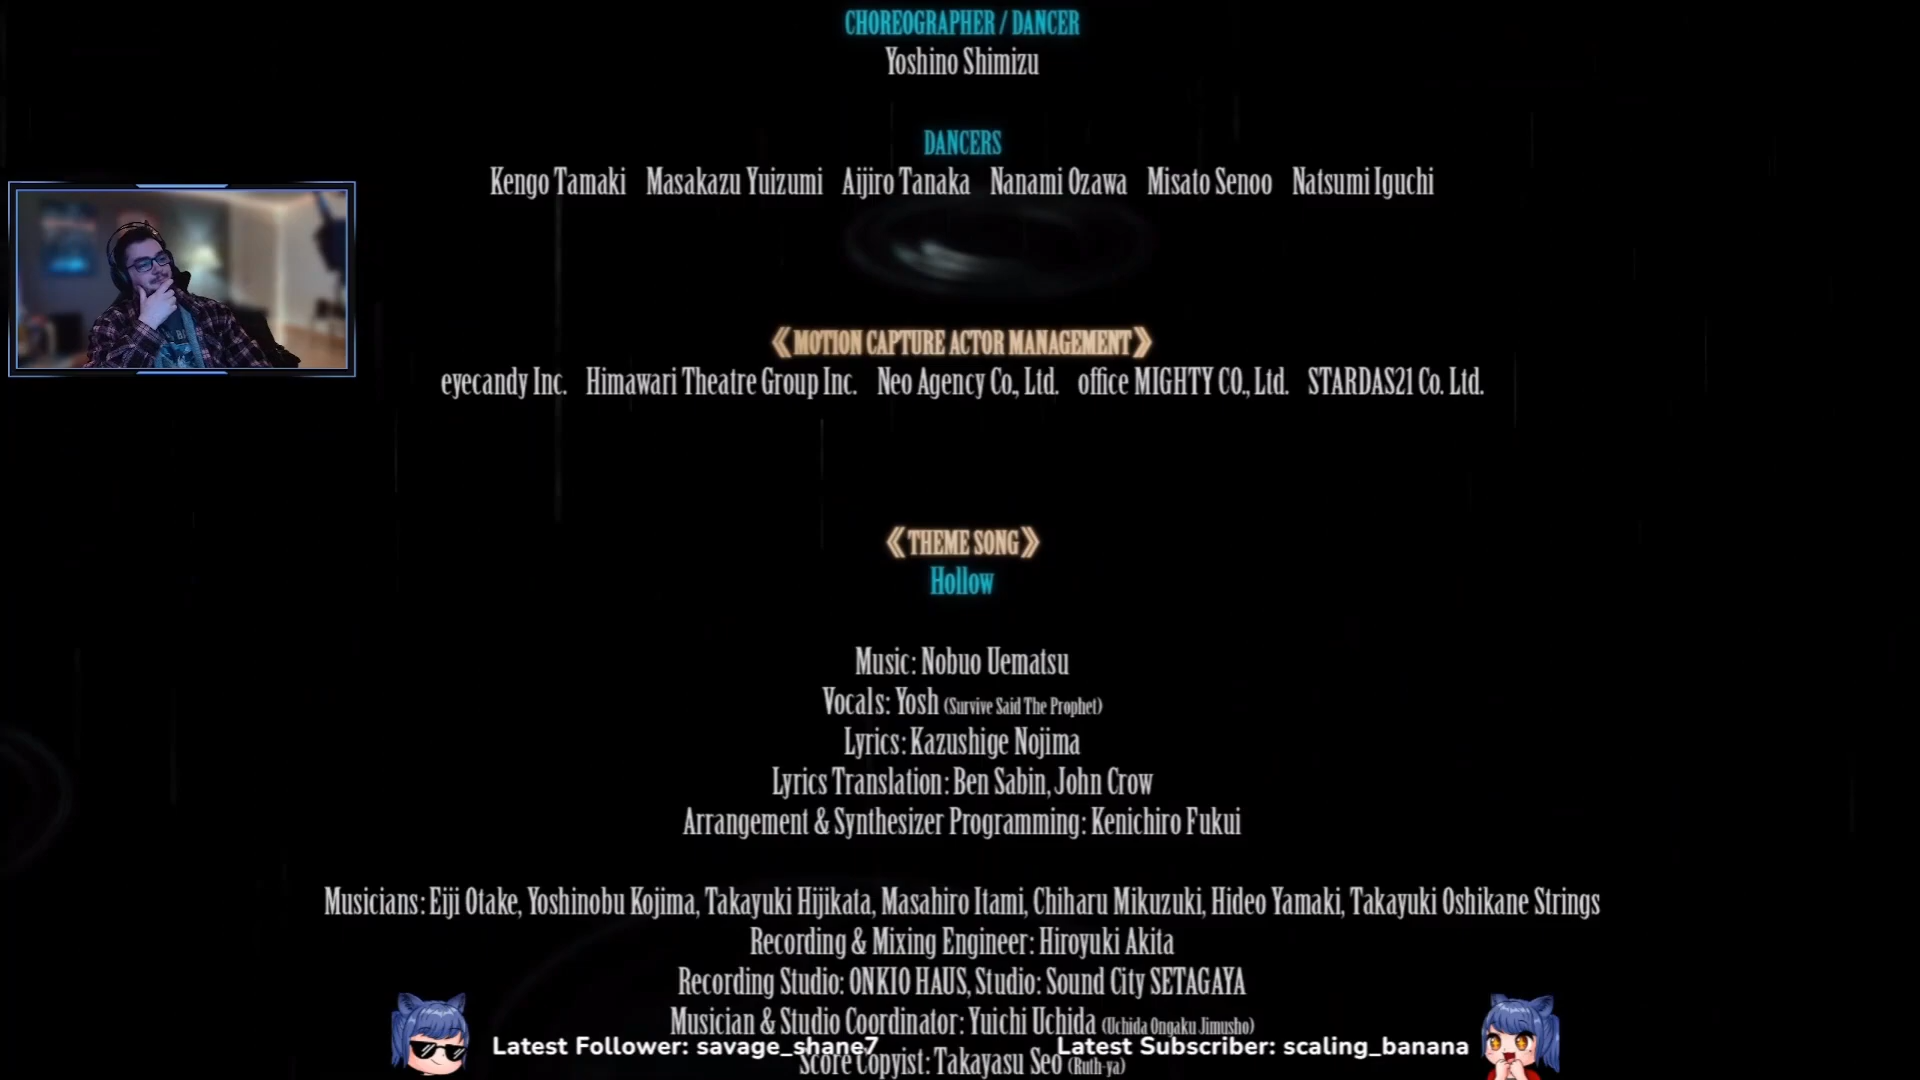 CHOREOGRAPHER / DANCER
Yoshino Shimizu
DANCERS
Kengo Tamaki Masakazu Yuizumi Aijiro Tanaka Nanami Ozawa Misato Senoo Natsumi Iguchi
《MOTION CAPTURE ACTOR MANAGEMENT》
eyecandy Inc. Himawari Theatre Group Inc. Neo Agency Co., Ltd. office MIGHTY CO., Ltd. STARDAS21 Co. Ltd.
《THEME SONG》
Hollow
Music: Nobuo Uematsu
Vocals: Yosh (Survive Said The Prophet)
Lyrics: Kazushige Nojima
Lyrics Translation: Ben Sabin, John Crow
Arrangement & Synthesizer Programming: Kenichiro Fukui
Musicians: Eiji Otake, Yoshinobu Kojima, Takayuki Hijikata, Masahiro Itami, Chiharu Mikuzuki, Hideo Yamaki, Takayuki Oshikane Strings
Recording & Mixing Engineer: Hiroyuki Akita
Recording Studio: ONKIO HAUS, Studio: Sound City SETAGAYA
Musician & Studio Coordinator: Yuichi Uchida (Uchida Ongaku Jimusho)
Latest Follower: savage_shane7 Latest Subscriber: scaling_banana
Score Copyist: Takayasu Seo (Ruth-ya)